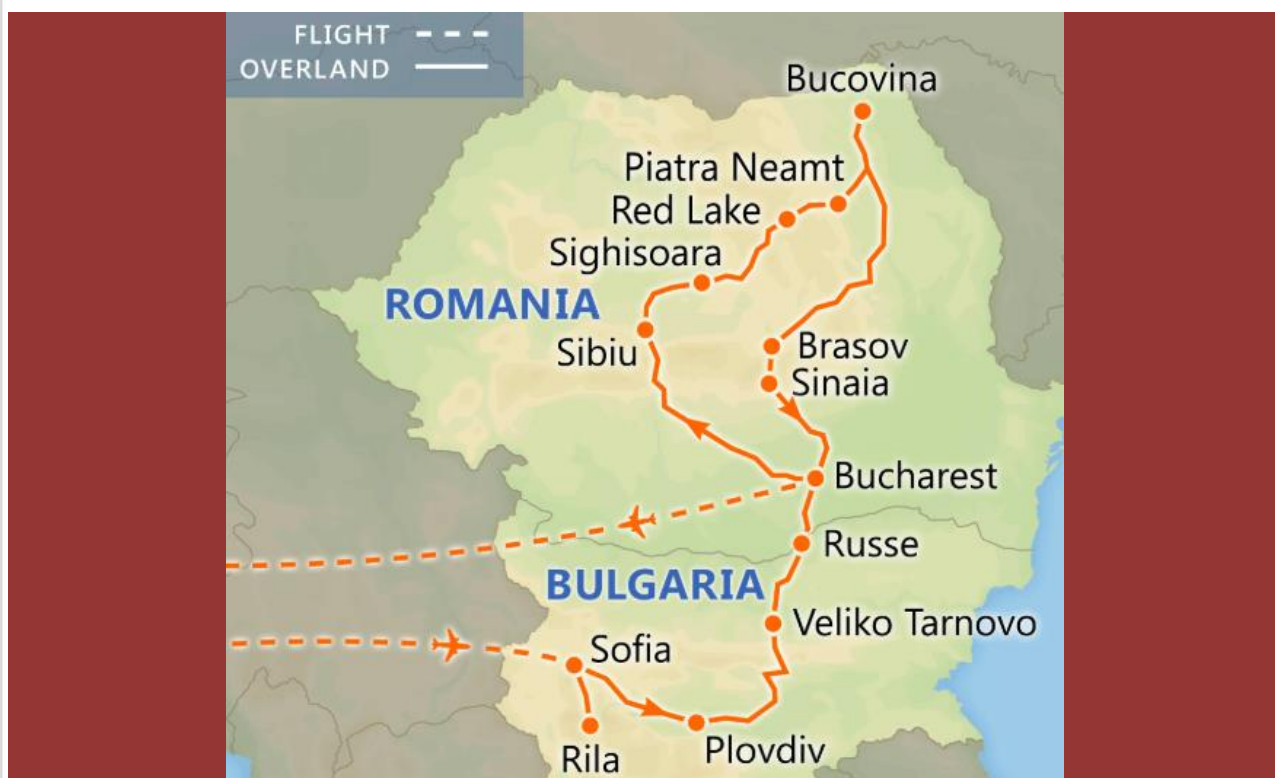 FLIGHT
OVERLAND
Bucovina
Piatra Neamt
Red Lake
Sighisoara
ROMANIA
Sibiu
Brasov
Sinaia
Bucharest
Russe
BULGARIA
Veliko Tarnovo
Sofia
Plovdiv
Rila